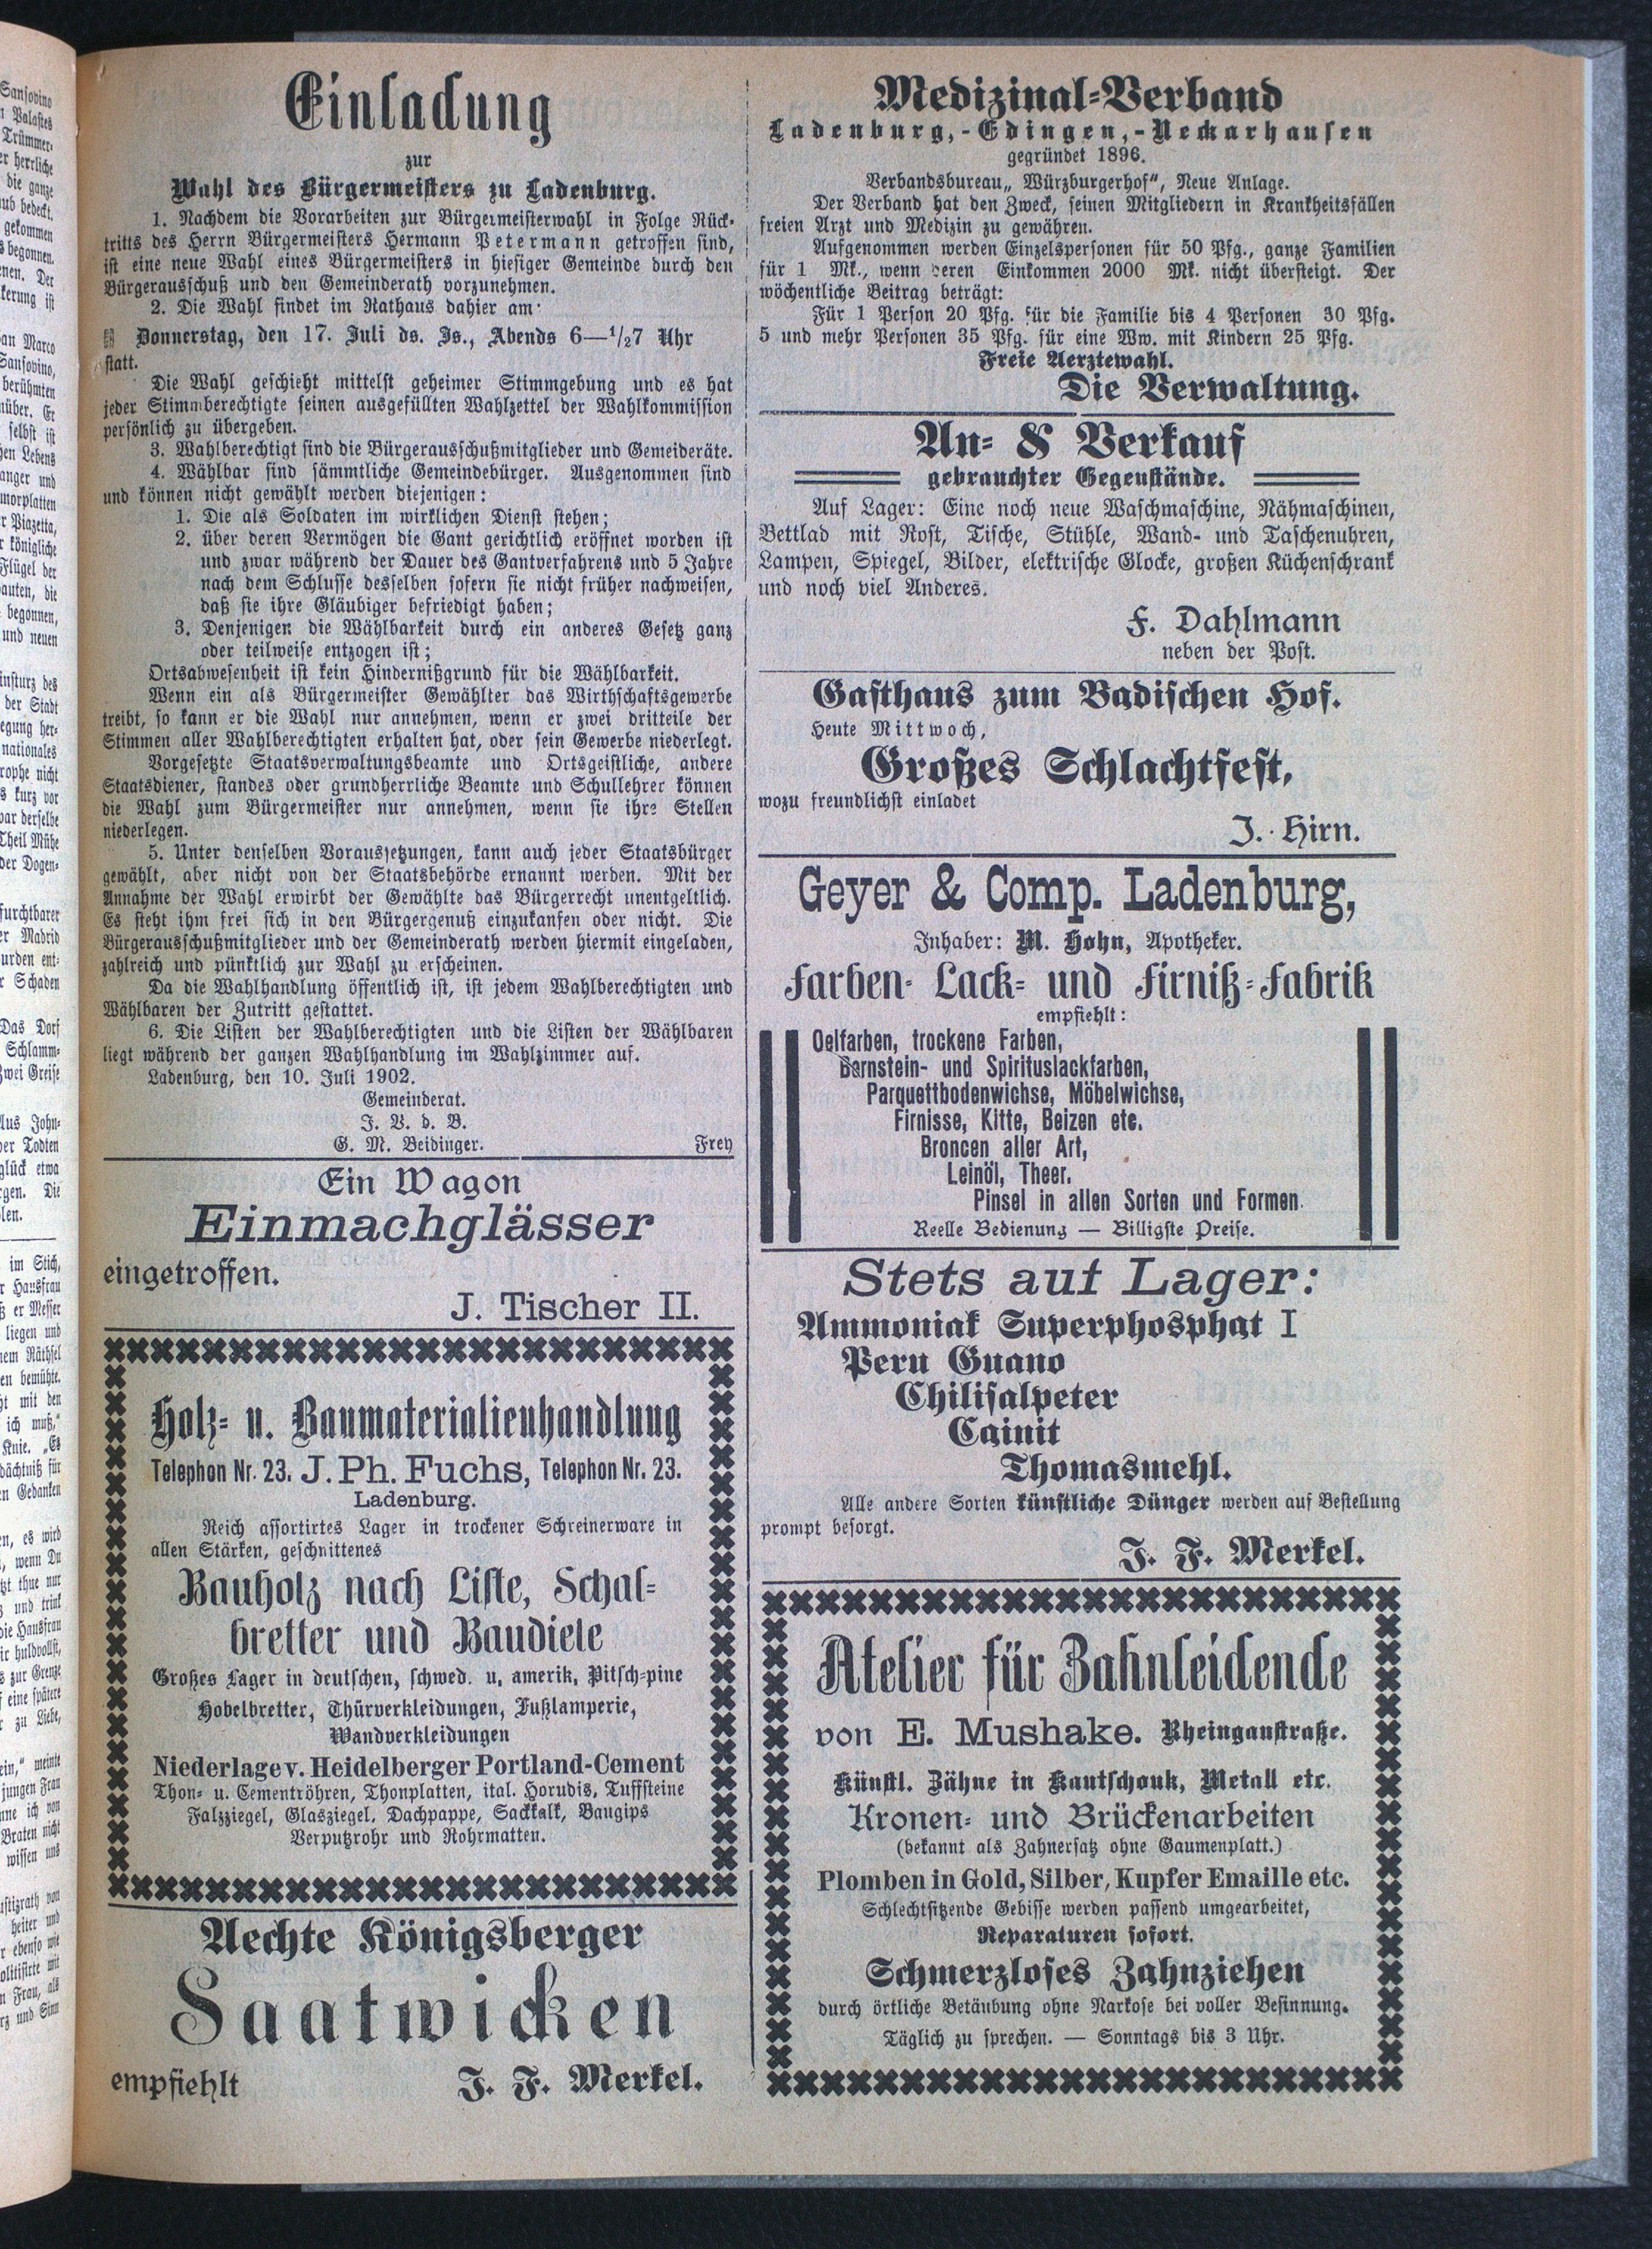 Einladung
zur
Wahl des Bürgermeisters zu Ladenburg.
1. Nachdem die Vorarbeiten zur Bürgermeisterwahl in Folge Rück-
tritts des Herrn Bürgermeisters Hermann Petermann getroffen sind,
ist eine neue Wahl eines Bürgermeisters in hiesiger Gemeinde durch den
Bürgerausschuß und den Gemeinderath vorzunehmen.
2. Die Wahl findet im Rathaus dahier am
Donnerstag, den 17. Juli ds. Js., Abends 6—1/27 Uhr
statt.
Die Wahl geschieht mittelst geheimer Stimmgebung und es hat
jeder Stimmberechtigte seinen ausgefüllten Wahlzettel der Wahlkommission
persönlich zu übergeben.
3. Wahlberechtigt sind die Bürgerausschußmitglieder und Gemeideräte.
4. Wählbar sind sämmtliche Gemeindebürger. Ausgenommen sind
und können nicht gewählt werden diejenigen:
1. Die als Soldaten im wirklichen Dienst stehen;
2. über deren Vermögen die Gant gerichtlich eröffnet worden ist
und zwar während der Dauer des Gantverfahrens und 5 Jahre
nach dem Schlusse desselben sofern sie nicht früher nachweisen,
daß sie ihre Gläubiger befriedigt haben;
3. Denjenigen die Wählbarkeit durch ein anderes Gesetz ganz
oder teilweise entzogen ist;
Ortsabwesenheit ist kein Hindernißgrund für die Wählbarkeit.
Wenn ein als Bürgermeister Gewählter das Wirthschaftsgewerbe
treibt, so kann er die Wahl nur annehmen, wenn er zwei dritteile der
Stimmen aller Wahlberechtigten erhalten hat, oder sein Gewerbe niederlegt.
Vorgesetzte Staatsverwaltungsbeamte und Ortsgeistliche, andere
Staatsdiener, standes oder grundherrliche Beamte und Schullehrer können
die Wahl zum Bürgermeister nur annehmen, wenn sie ihre Stellen
niederlegen.
5. Unter denselben Voraussetzungen, kann auch jeder Staatsbürger
gewählt, aber nicht von der Staatsbehörde ernannt werden. Mit der
Annahme der Wahl erwirbt der Gewählte das Bürgerrecht unentgeltlich.
Es steht ihm frei sich in den Bürgergenuß einzukaufen oder nicht. Die
Bürgerausschußmitglieder und der Gemeinderath werden hiermit eingeladen,
zahlreich und pünktlich zur Wahl zu erscheinen.
Da die Wahlhandlung öffentlich ist, ist jedem Wahlberechtigten und
Wählbaren der Zutritt gestattet.
6. Die Listen der Wahlberechtigten und die Listen der Wählbaren
liegt während der ganzen Wahlhandlung im Wahlzimmer auf.
Ladenburg, den 10. Juli 1902.
Gemeinderat.
J. V. d. B.
G. M. Beidinger. Frey
Ein Wagon
Einmachglässer
eingetroffen.
J. Tischer II.
Holz- u. Baumaterialienhandlung
Telephon Nr. 23. J. Ph. Fuchs, Telephon Nr. 23.
Ladenburg.
Reich assortirtes Lager in trockener Schreinerware in
allen Stärken, geschnittenes
Bauholz nach Liste, Schal-
bretter und Baudiele
Großes Lager in deutschen, schwed. u. amerik. Pitsch-pine
Hobelbretter, Thürverkleidungen, Fußlamperie,
Wandverkleidungen
Niederlage v. Heidelberger Portland-Cement
Thon- u. Cementröhren, Thonplatten, ital. Horudis, Tuffsteine
Falzziegel, Glasziegel, Dachpappe, Sackkalk, Baugips
Verputzrohr und Rohrmatten.
Aechte Königsberger
Saatwicken
empfiehlt J. F. Merkel.
Medizinal-Verband
Ladenburg,-Edingen,-Neckarhausen
gegründet 1896.
Verbandsbureau„ Würzburgerhof“, Neue Anlage.
Der Verband hat den Zweck, seinen Mitgliedern in Krankheitsfällen
freien Arzt und Medizin zu gewähren.
Aufgenommen werden Einzelspersonen für 50 Pfg., ganze Familien
für 1 Mk., wenn deren Einkommen 2000 Mk. nicht übersteigt. Der
wöchentliche Beitrag beträgt:
Für 1 Person 20 Pfg. für die Familie bis 4 Personen 30 Pfg.
5 und mehr Personen 35 Pfg. für eine Ww. mit Kindern 25 Pfg.
Freie Aerztewahl.
Die Verwaltung.
An- & Verkauf
gebrauchter Gegenstände.
Auf Lager: Eine noch neue Waschmaschine, Nähmaschinen,
Bettlad mit Rost, Tische, Stühle, Wand- und Taschenuhren,
Lampen, Spiegel, Bilder, elektrische Glocke, großen Küchenschrank
und noch viel Anderes.
F. Dahlmann
neben der Post.
Gasthaus zum Badischen Hof.
Heute Mittwoch,
Großes Schlachtfest,
wozu freundlichst einladet
J. Hirn.
Geyer & Comp. Ladenburg,
Inhaber: M. Hohn, Apotheker.
Farben- Lack- und Firniß-Fabrik
empfiehlt:
Oelfarben, trockene Farben,
Bernstein- und Spirituslackfarben,
Parquettbodenwichse, Möbelwichse,
Firnisse, Kitte, Beizen etc.
Broncen aller Art,
Leinöl, Theer.
Pinsel in allen Sorten und Formen.
Reelle Bedienung — Billigste Preise.
Stets auf Lager:
Ammoniak Superphosphat I
Peru Guano
Chilisalpeter
Cainit
Thomasmehl.
Alle andere Sorten künstliche Dünger werden auf Bestellung
prompt besorgt.
J. F. Merkel.
Atelier für Zahnleidende
von E. Mushake. Rheingaustraße.
Künstl. Zähne in Kautschouk, Metall etc.
Kronen- und Brückenarbeiten
(bekannt als Zahnersatz ohne Gaumenplatt.)
Plomben in Gold, Silber, Kupfer Emaille etc.
Schlechtsitzende Gebisse werden passend umgearbeitet,
Reparaturen sofort.
Schmerzloses Zahnziehen
durch örtliche Betäubung ohne Narkose bei voller Besinnung.
Täglich zu sprechen. — Sonntags bis 3 Uhr.